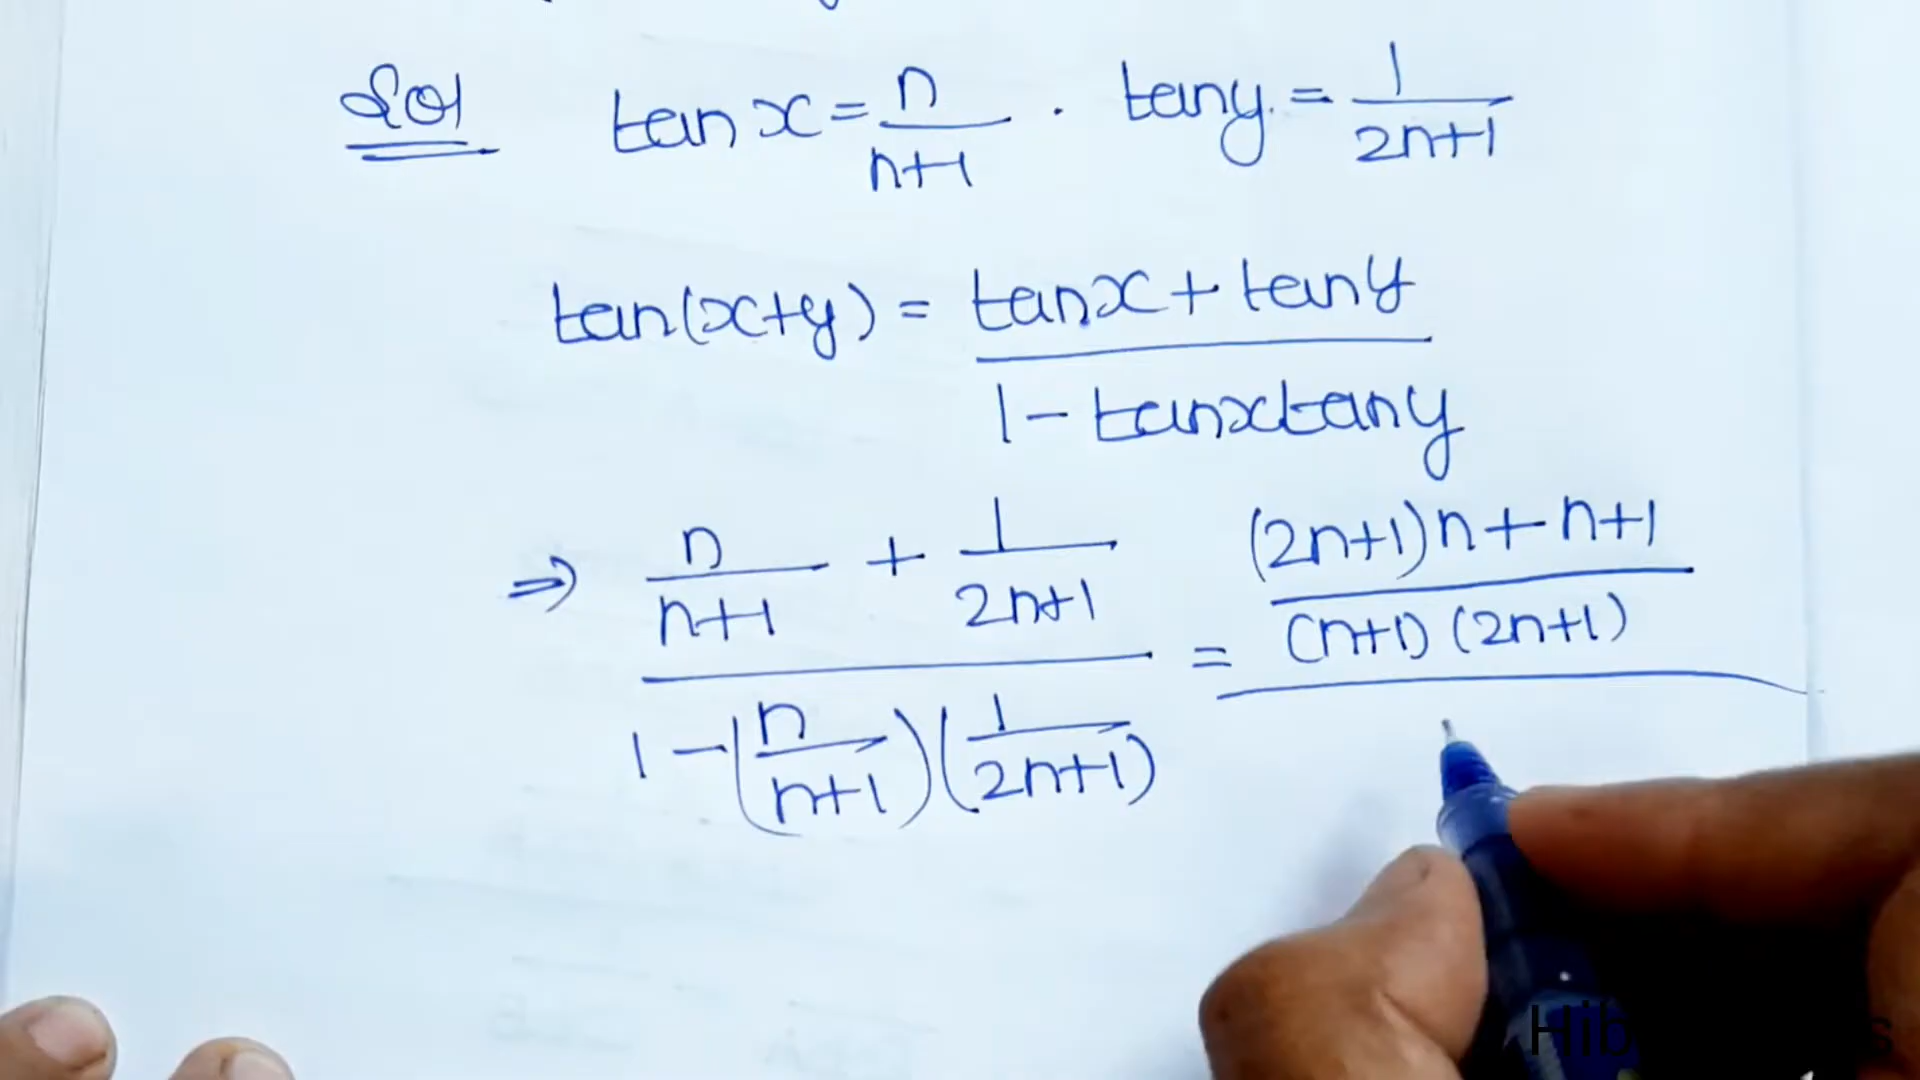 Sol tan x = n/(n+1) . tan y. = 1/(2n+1)
tan(x+y) = (tan x + tan y)/(1 - tan x tan y)
⇒ (n/(n+1) + 1/(2n+1))/(1 - (n/(n+1))(1/(2n+1))) = ((2n+1)n + n+1)/((n+1)(2n+1))